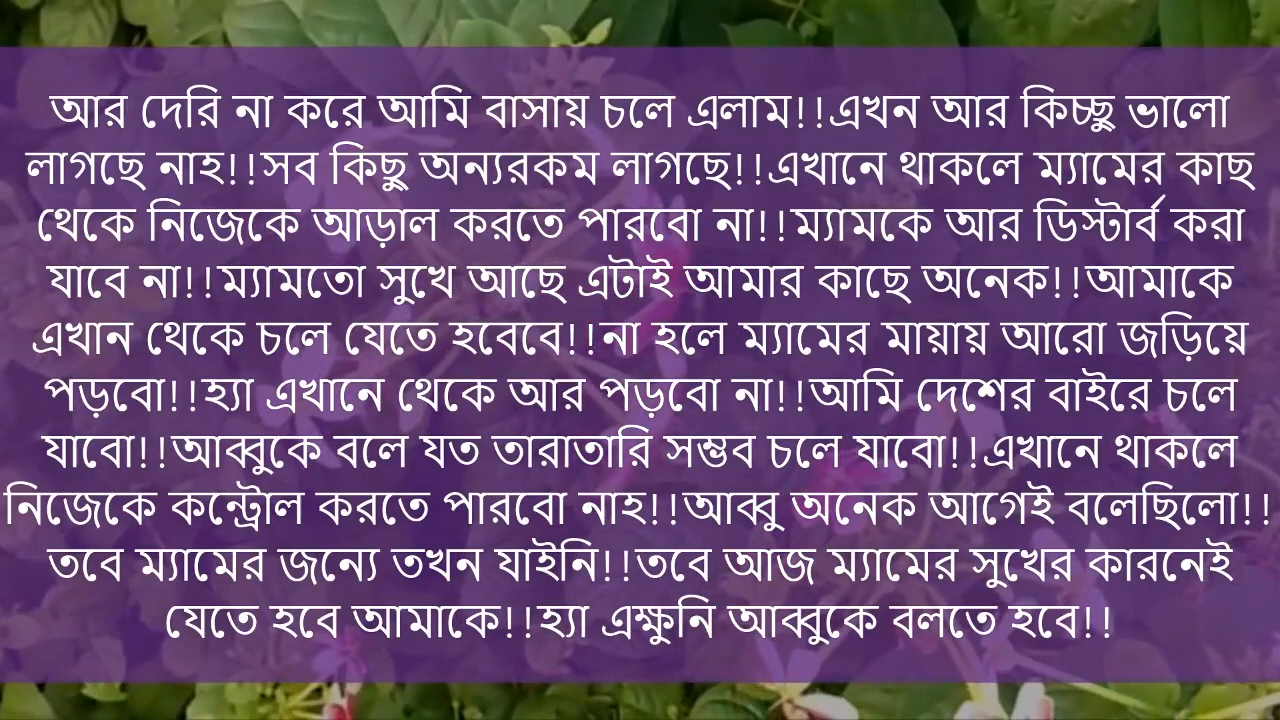 আর দেরি না করে আমি বাসায় চলে এলাম!!এখন আর কিচ্ছু ভালো
লাগছে নাহ!!সব কিছু অন্যরকম লাগছে!!এখানে থাকলে ম্যামের কাছ
থেকে নিজেকে আড়াল করতে পারবো না!!ম্যামকে আর ডিস্টার্ব করা
যাবে না!!ম্যামতো সুখে আছে এটাই আমার কাছে অনেক!!আমাকে
এখান থেকে চলে যেতে হবেবে!!না হলে ম্যামের মায়ায় আরো জড়িয়ে
পড়বো!!হ্যা এখানে থেকে আর পড়বো না!!আমি দেশের বাইরে চলে
যাবো!!আব্বুকে বলে যত তারাতারি সম্ভব চলে যাবো!!এখানে থাকলে
নিজেকে কন্ট্রোল করতে পারবো নাহ!!আব্বু অনেক আগেই বলেছিলো!!
তবে ম্যামের জন্যে তখন যাইনি!!তবে আজ ম্যামের সুখের কারনেই
যেতে হবে আমাকে!!হ্যা এক্ষুনি আব্বুকে বলতে হবে!!